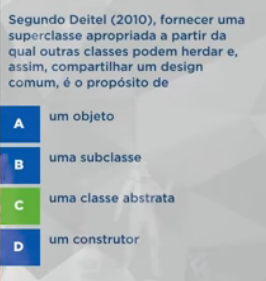 Segundo Deitel (2010), fornecer uma
superclasse apropriada a partir da
qual outras classes podem herdar e,
assim, compartilhar um design
comum, é o propósito de
A um objeto
B uma subclasse
C uma classe abstrata
D um construtor